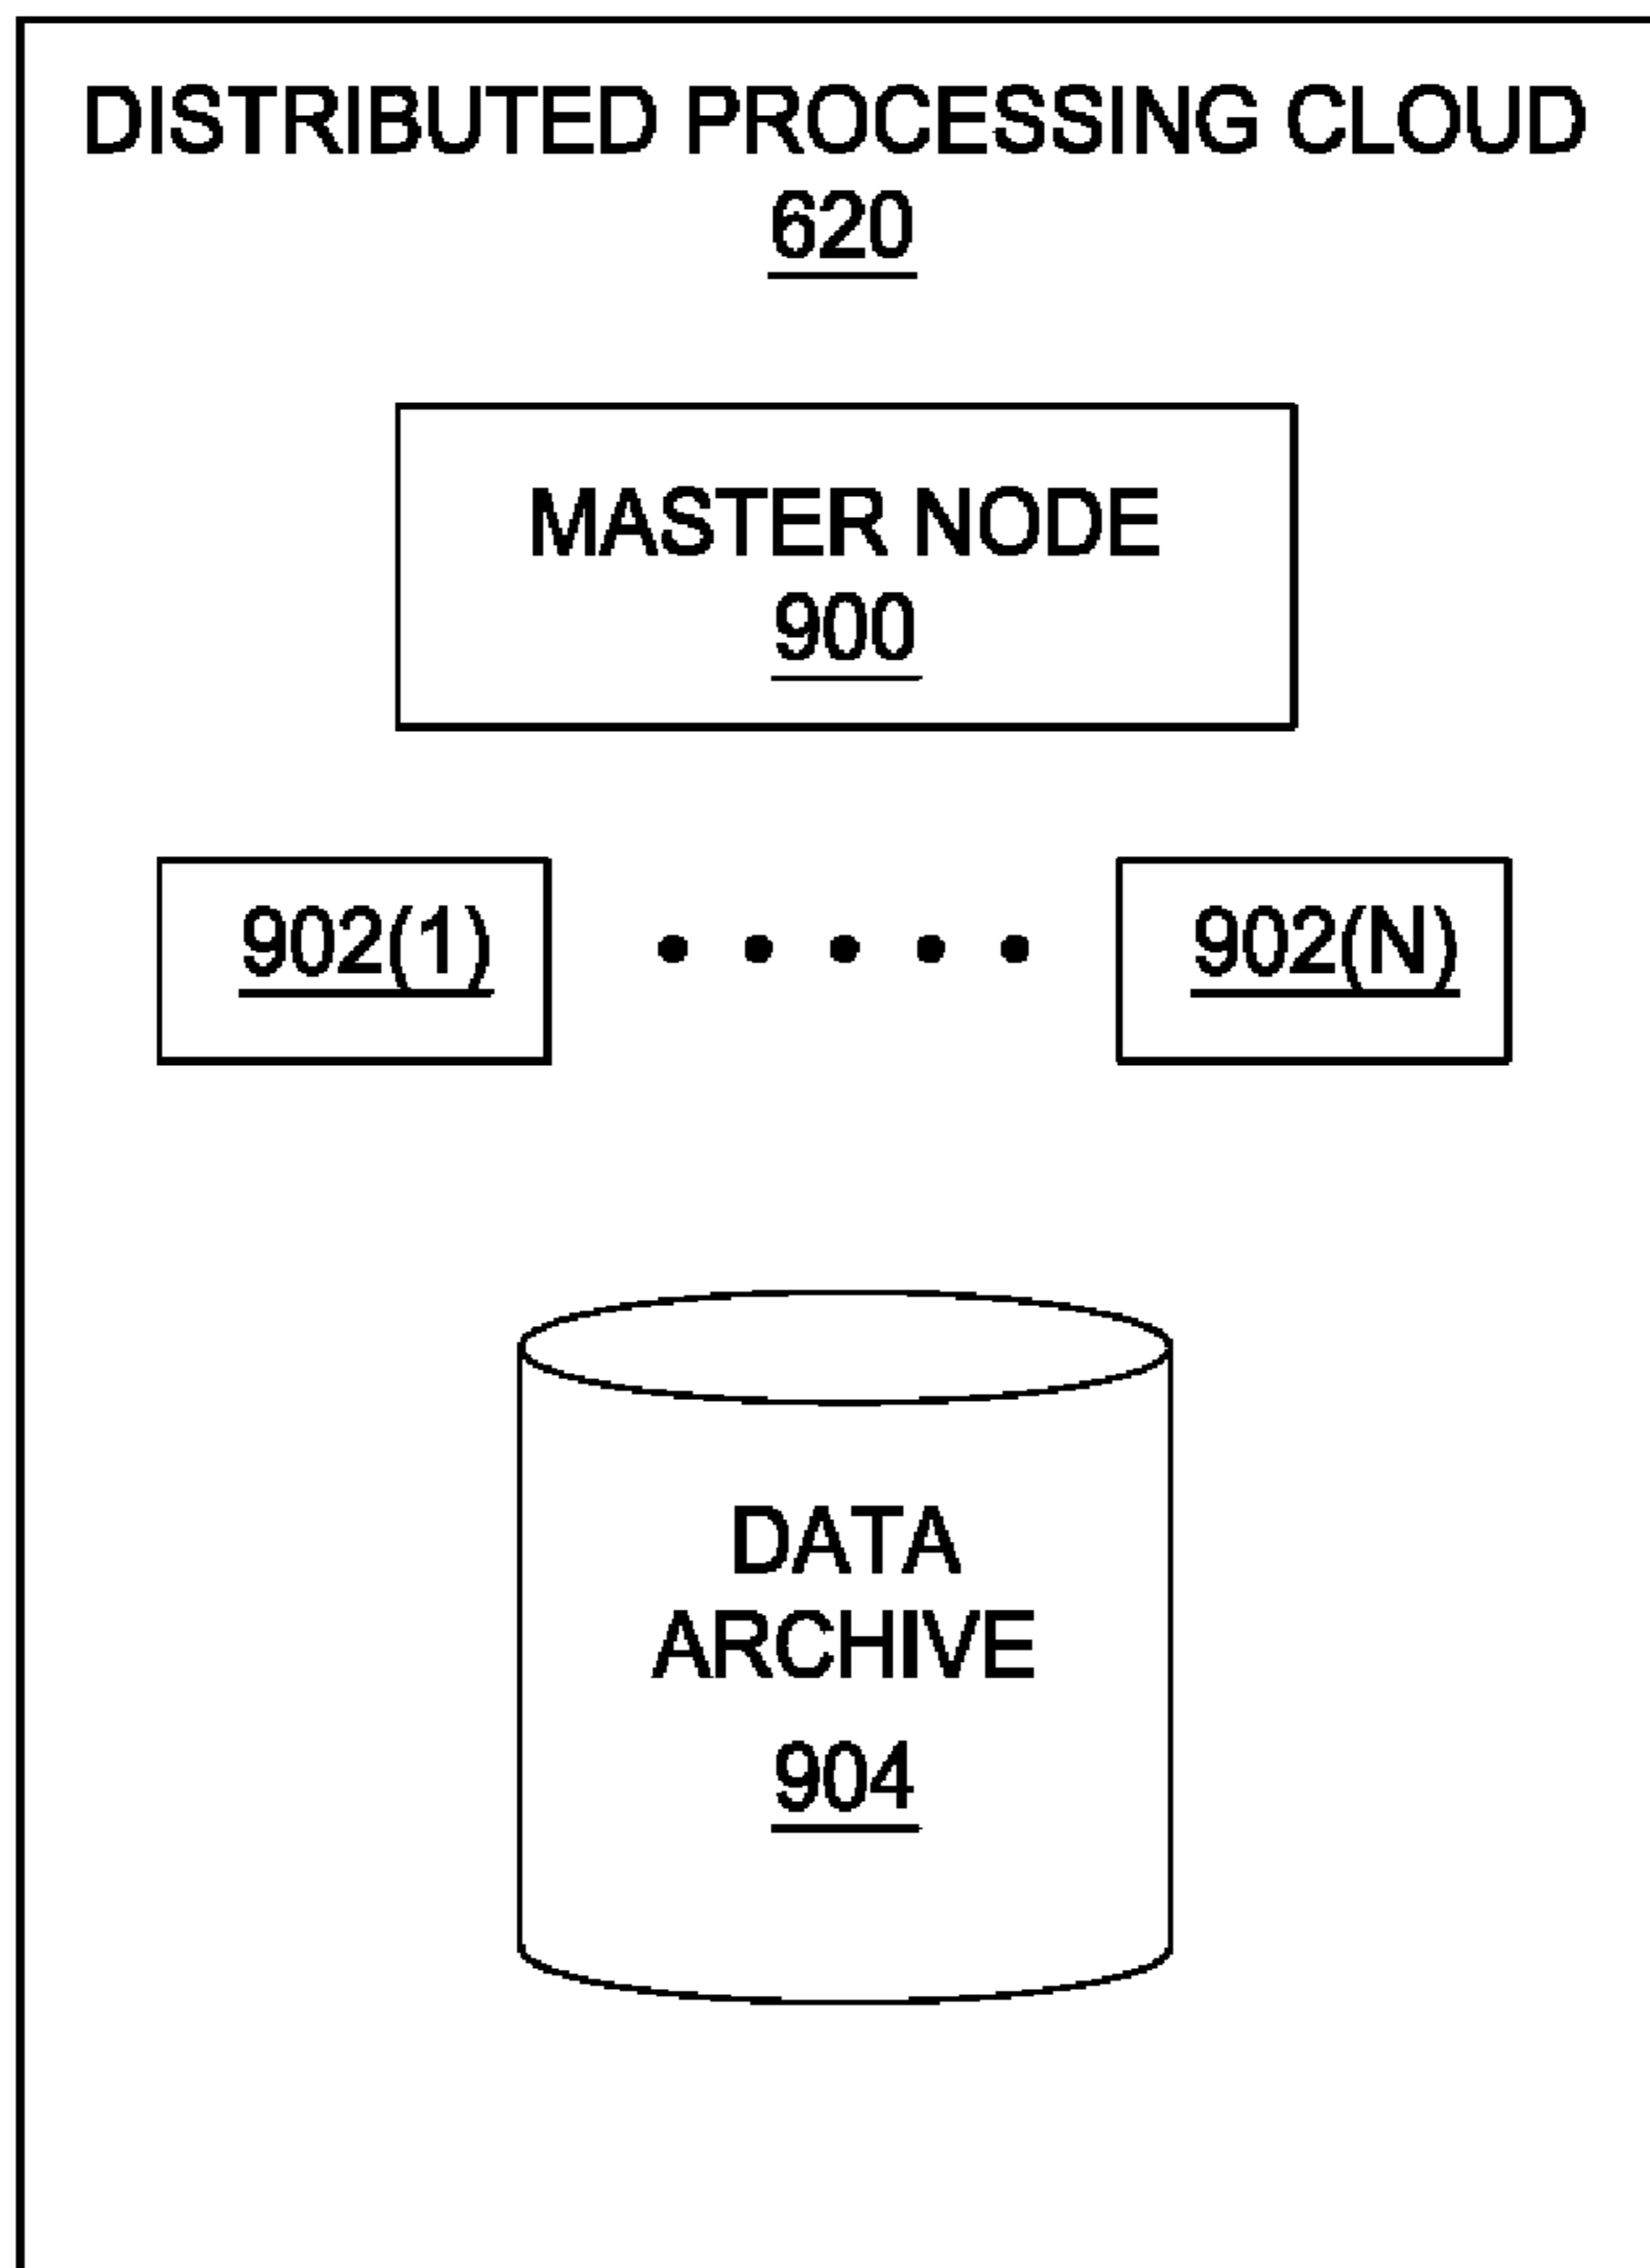 DISTRIBUTED PROCESSING CLOUD
620
MASTER NODE
900
902(1)
902(N)
DATA
ARCHIVE
904